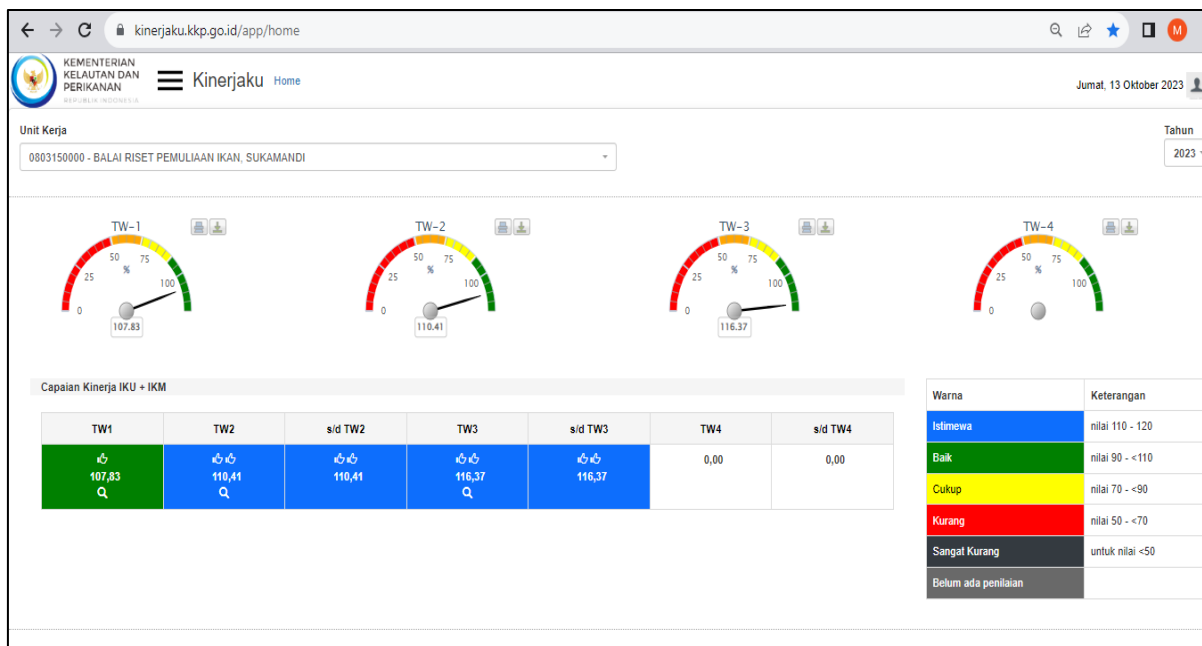 kinerjaku.kkp.go.id/app/home
M
KEMENTERIAN
KELAUTAN DAN
PERIKANAN
REPUBLIK INDONESIA
Kinerjaku Home
Jumat, 13 Oktober 2023
Unit Kerja
Tahun
0803150000 - BALAI RISET PEMULIAAN IKAN, SUKAMANDI
2023
TW-1
0
25
50
75
100
%
107.83
TW-2
0
25
50
75
100
%
110.41
TW-3
0
25
50
75
100
%
116.37
TW-4
0
25
50
75
100
%
Capaian Kinerja IKU + IKM
TW1 TW2 s/d TW2 TW3 s/d TW3 TW4 s/d TW4
107,83 110,41 110,41 116,37 116,37 0,00 0,00
Warna Keterangan
Istimewa nilai 110 - 120
Baik nilai 90 - <110
Cukup nilai 70 - <90
Kurang nilai 50 - <70
Sangat Kurang untuk nilai <50
Belum ada penilaian